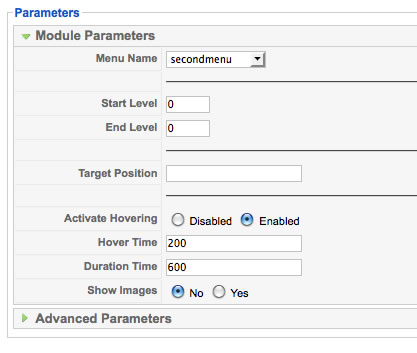 Parameters
Module Parameters
Menu Name secondmenu
Start Level 0
End Level 0
Target Position
Activate Hovering Disabled Enabled
Hover Time 200
Duration Time 600
Show Images No Yes
Advanced Parameters